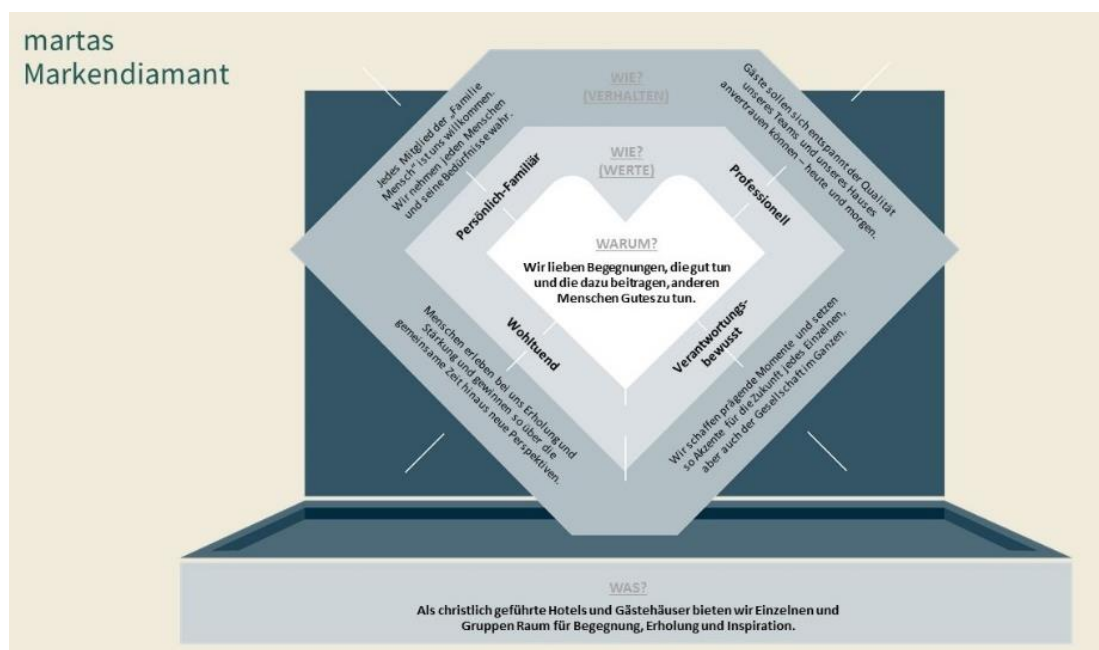 martas
Markendiamant
WIE?
(VERHALTEN)
Jedes Mitglied der „Familie
Mensch“ ist uns willkommen.
Wir nehmen jeden Menschen
und seine Bedürfnisse wahr.
Gäste sollen sich entspannt der Qualität
unseres Teams und unseres Hauses
anvertrauen können – heute und morgen.
WIE?
(WERTE)
Persönlich-Familiär
Professionell
WARUM?
Wir lieben Begegnungen, die gut tun
und die dazu beitragen, anderen
Menschen Gutes zu tun.
Wohltuend
Verantwortungs-
bewusst
Menschen erleben bei uns Erholung und
Stärkung und gewinnen so über die
gemeinsame Zeit hinaus neue Perspektiven.
Wir schaffen prägende Momente und setzen
so Akzente für die Zukunft jedes Einzelnen,
aber auch der Gesellschaft im Ganzen.
WAS?
Als christlich geführte Hotels und Gästehäuser bieten wir Einzelnen und
Gruppen Raum für Begegnung, Erholung und Inspiration.